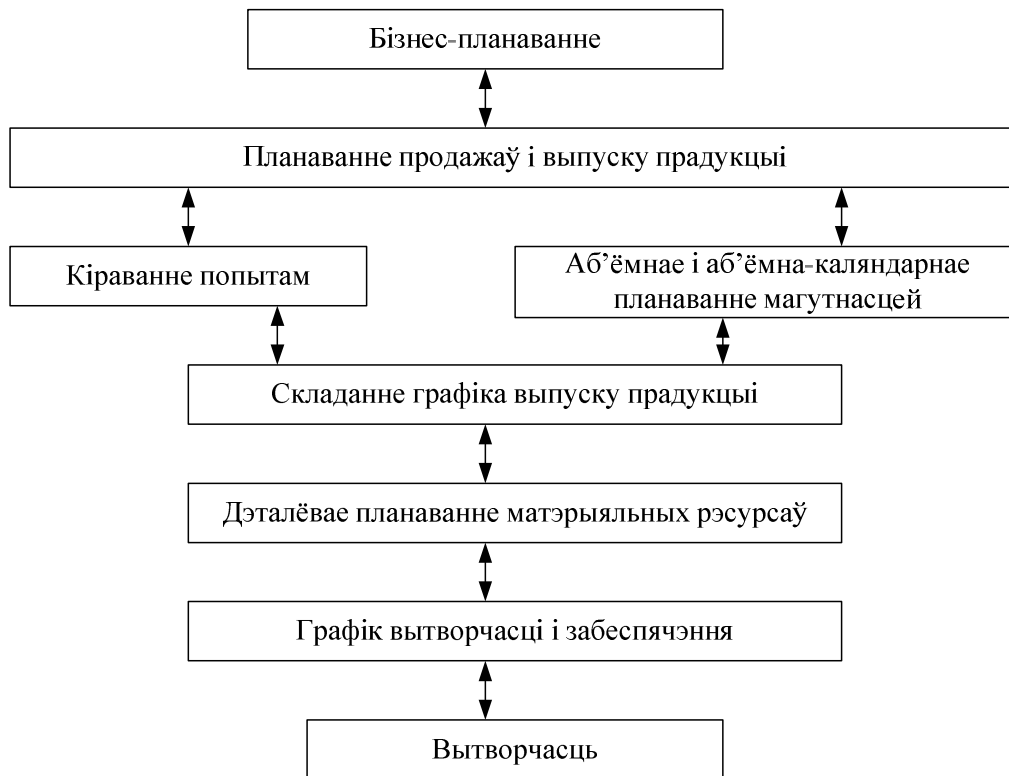 Бізнес-планаванне
Планаванне продажаў і выпуску прадукцыі
Кіраванне попытам
Аб’ёмнае і аб’ёмна-каляндарнае
планаванне магутнасцей
Складанне графіка выпуску прадукцыі
Дэталёвае планаванне матэрыяльных рэсурсаў
Графік вытворчасці і забеспячэння
Вытворчасць